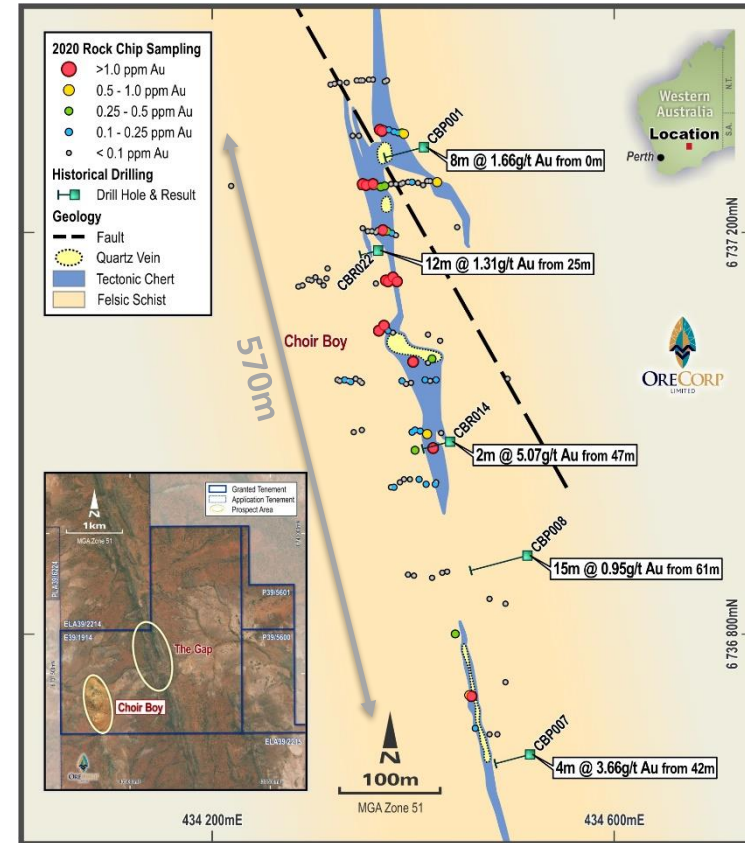 2020 Rock Chip Sampling
>1.0 ppm Au
0.5 - 1.0 ppm Au
0.25 - 0.5 ppm Au
0.1 - 0.25 ppm Au
< 0.1 ppm Au
Historical Drilling
Drill Hole & Result
Geology
Fault
Quartz Vein
Tectonic Chert
Felsic Schist
Western
Australia
Location
Perth
N.T.
S.A.
CBP001
8m @ 1.66g/t Au from 0m
6 737 200mN
CBR022
12m @ 1.31g/t Au from 25m
Choir Boy
570m
ORECORP
LIMITED
CBR014
2m @ 5.07g/t Au from 47m
CBP008
15m @ 0.95g/t Au from 61m
6 736 800mN
CBP007
4m @ 3.66g/t Au from 42m
N
100m
MGA Zone 51
434 200mE
434 600mE
N
1km
MGA Zone 51
Granted Tenement
Application Tenement
Prospect Area
PLA39/6224
ELA39/2214
E39/1914
P39/5601
P39/5600
The Gap
Choir Boy